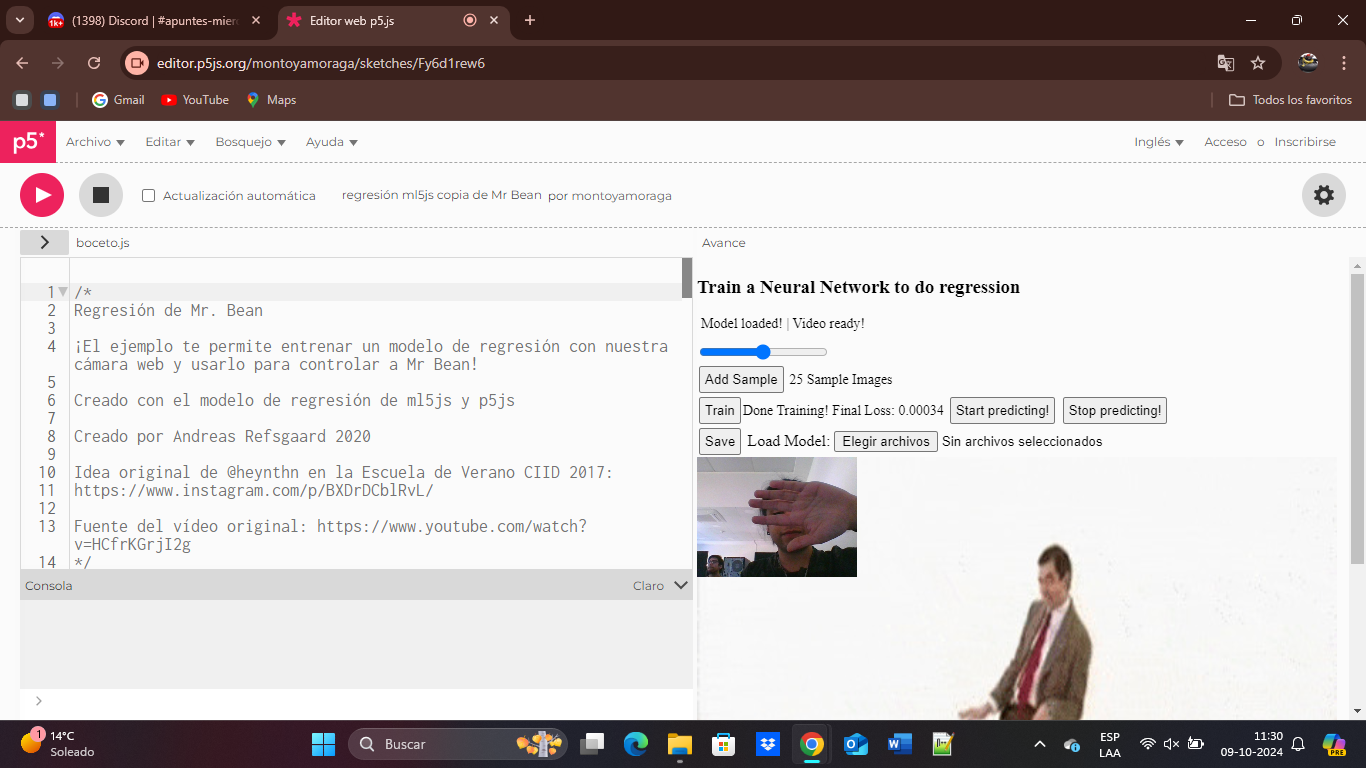 (1398) Discord | #apuntes-mier
Editor web p5.js
editor.p5js.org/montoyamoraga/sketches/Fy6d1rew6
Gmail
YouTube
Maps
Todos los favoritos
p5*
Archivo
Editar
Bosquejo
Ayuda
Inglés
Acceso o Inscribirse
Actualización automática
regresión ml5js copia de Mr Bean por montoyamoraga
boceto.js
Avance
1 /*
2 Regresión de Mr. Bean
3
4 ¡El ejemplo te permite entrenar un modelo de regresión con nuestra
cámara web y usarlo para controlar a Mr Bean!
5
6 Creado con el modelo de regresión de ml5js y p5js
7
8 Creado por Andreas Refsgaard 2020
9
10 Idea original de @heynthn en la Escuela de Verano CIID 2017:
11 https://www.instagram.com/p/BXDrDCblRvL/
12
13 Fuente del vídeo original: https://www.youtube.com/watch?
v=HCfrKGrjI2g
14 */
Consola
Claro
Train a Neural Network to do regression
Model loaded! | Video ready!
Add Sample 25 Sample Images
Train Done Training! Final Loss: 0.00034 Start predicting! Stop predicting!
Save Load Model: Elegir archivos Sin archivos seleccionados
1
14°C
Soleado
Buscar
ESP
LAA
11:30
09-10-2024
PRE